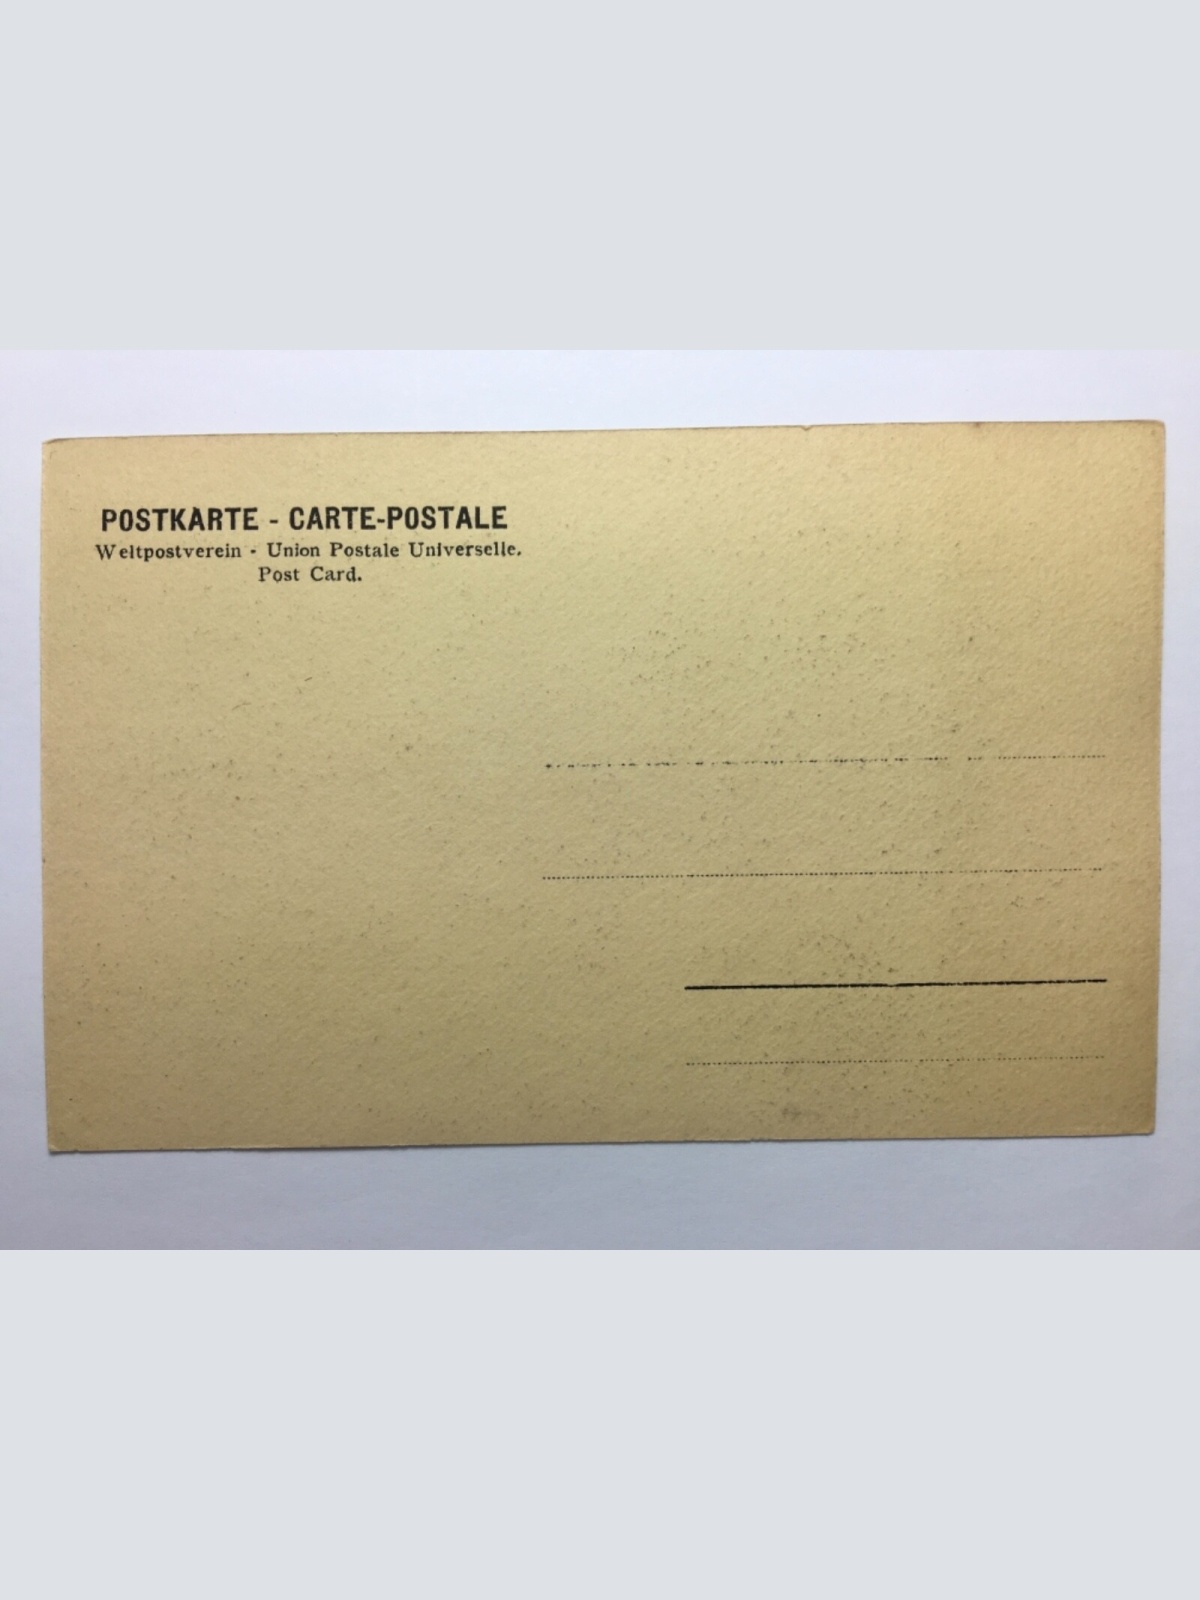 POSTKARTE - CARTE-POSTALE
Weltpostverein - Union Postale Universelle.
Post Card.